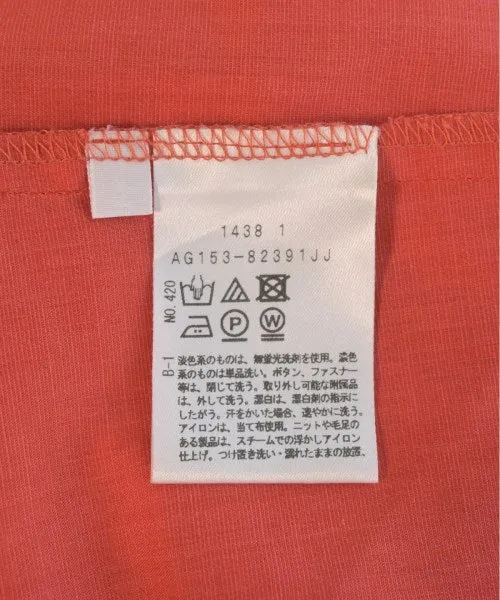 1438 1
AG153-82391JJ
NO.420
P
W
B-1
淡色系のものは、無蛍光洗剤を使用。濃色
系のものは単品洗い。ボタン、ファスナー
等は、閉じて洗う。取り外し可能な附属品
は、外して洗う。漂白は、漂白剤の指示に
したがう。汗をかいた場合、速やかに洗う。
アイロンは、当て布使用。ニットや毛足の
ある製品は、スチームでの浮かしアイロン
仕上げ。つけ置き洗い・濡れたままの放置、